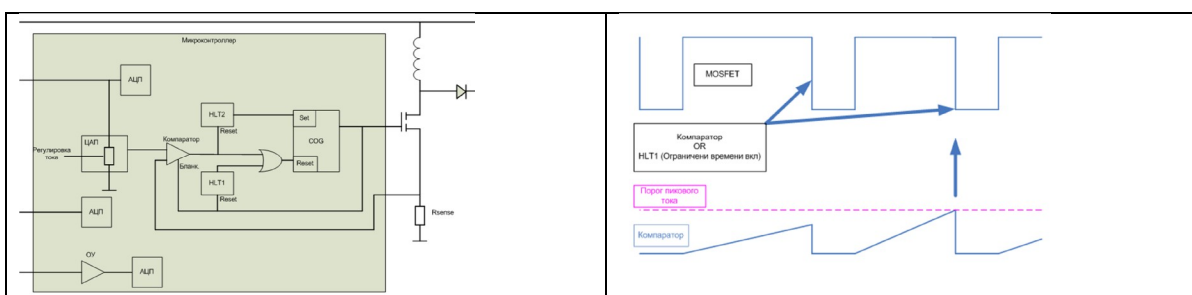 Микроконтроллер
АЦП
HLT2
Set
Reset
Компаратор
COG
ЦАП
Регулировка
тока
Бланк.
Reset
HLT1
Reset
АЦП
Rsense
ОУ
АЦП
MOSFET
Компаратор
OR
HLT1 (Ограничени времени вкл)
Порог пикового
тока
Компаратор